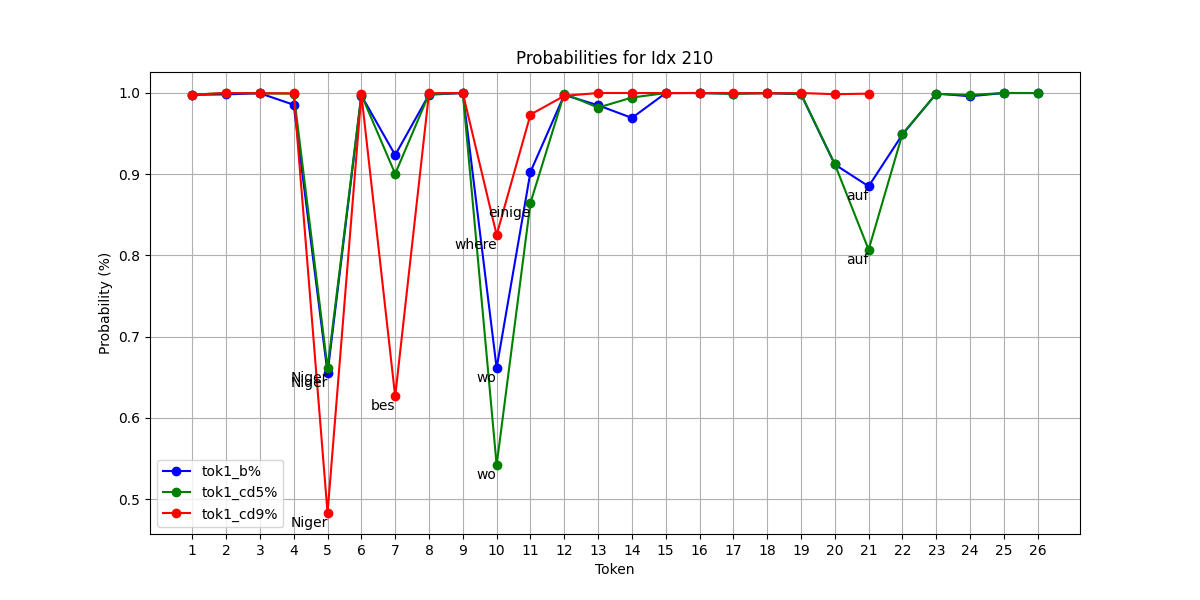 Probabilities for Idx 210
Probability (%)
1.0
0.9
0.8
0.7
0.6
0.5
einige
where
auf
auf
Niger
Niger
wo
bes
wo
Niger
tok1_b%
tok1_cd5%
tok1_cd9%
1 2 3 4 5 6 7 8 9 10 11 12 13 14 15 16 17 18 19 20 21 22 23 24 25 26
Token